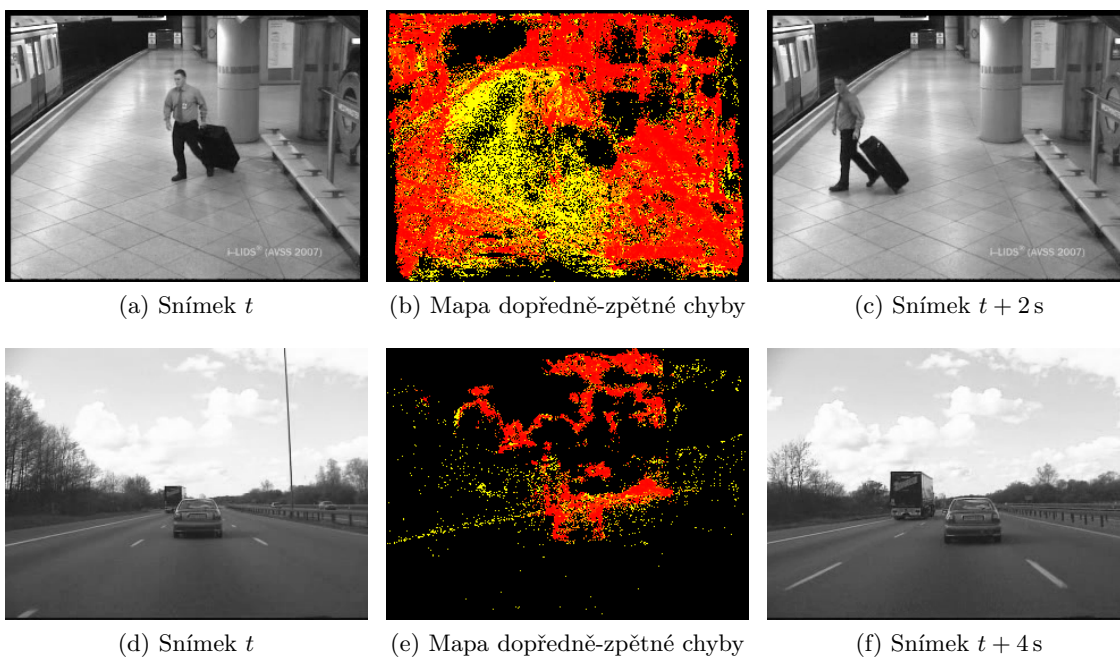 i-LIDS® (AVSS 2007)
i-LIDS® (AVSS 2007)
(a) Snímek t
(b) Mapa dopředně-zpětné chyby
(c) Snímek t + 2 s
(d) Snímek t
(e) Mapa dopředně-zpětné chyby
(f) Snímek t + 4 s